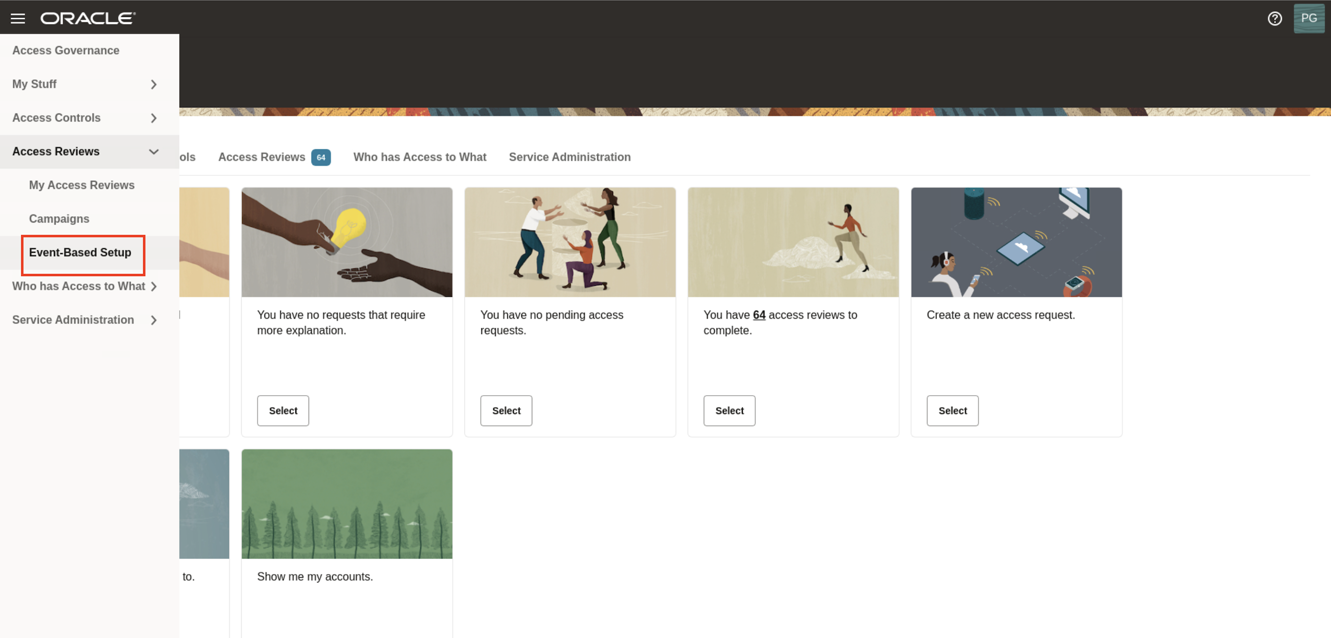 ORACLE
PG
Access Governance
My Stuff
Access Controls
Access Reviews
My Access Reviews
Campaigns
Event-Based Setup
Who has Access to What
Service Administration
ols
Access Reviews 64
Who has Access to What
Service Administration
You have no requests that require
more explanation.
Select
You have no pending access
requests.
Select
You have 64 access reviews to
complete.
Select
Create a new access request.
Select
to.
Show me my accounts.